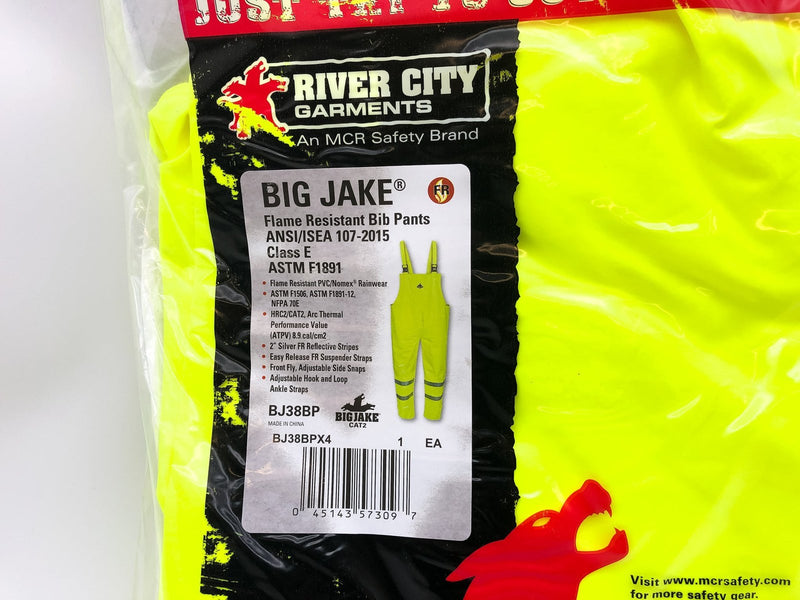 JUST TRY TO
RIVER CITY
GARMENTS
An MCR Safety Brand
BIG JAKE®
FR
Flame Resistant Bib Pants
ANSI/ISEA 107-2015
Class E
ASTM F1891
• Flame Resistant PVC/Nomex® Rainwear
• ASTM F1506, ASTM F1891-12,
NFPA 70E
• HRC2/CAT2, Arc Thermal
Performance Value
(ATPV) 8.9 cal/cm2
• 2" Silver FR Reflective Stripes
• Easy Release FR Suspender Straps
• Front Fly, Adjustable Side Snaps
• Adjustable Hook and Loop
Ankle Straps
BJ38BP
MADE IN CHINA
BIG JAKE
CAT2
BJ38BPX4 1 EA
0 45143 57309 7
Visit www.mcrsafety.com
for more safety gear.